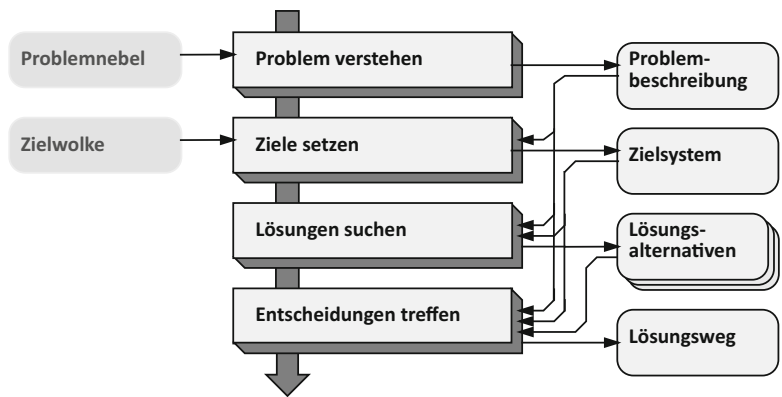 Problemnebel
Problem verstehen
Problem-
beschreibung
Zielwolke
Ziele setzen
Zielsystem
Lösungen suchen
Lösungs-
alternativen
Entscheidungen treffen
Lösungsweg